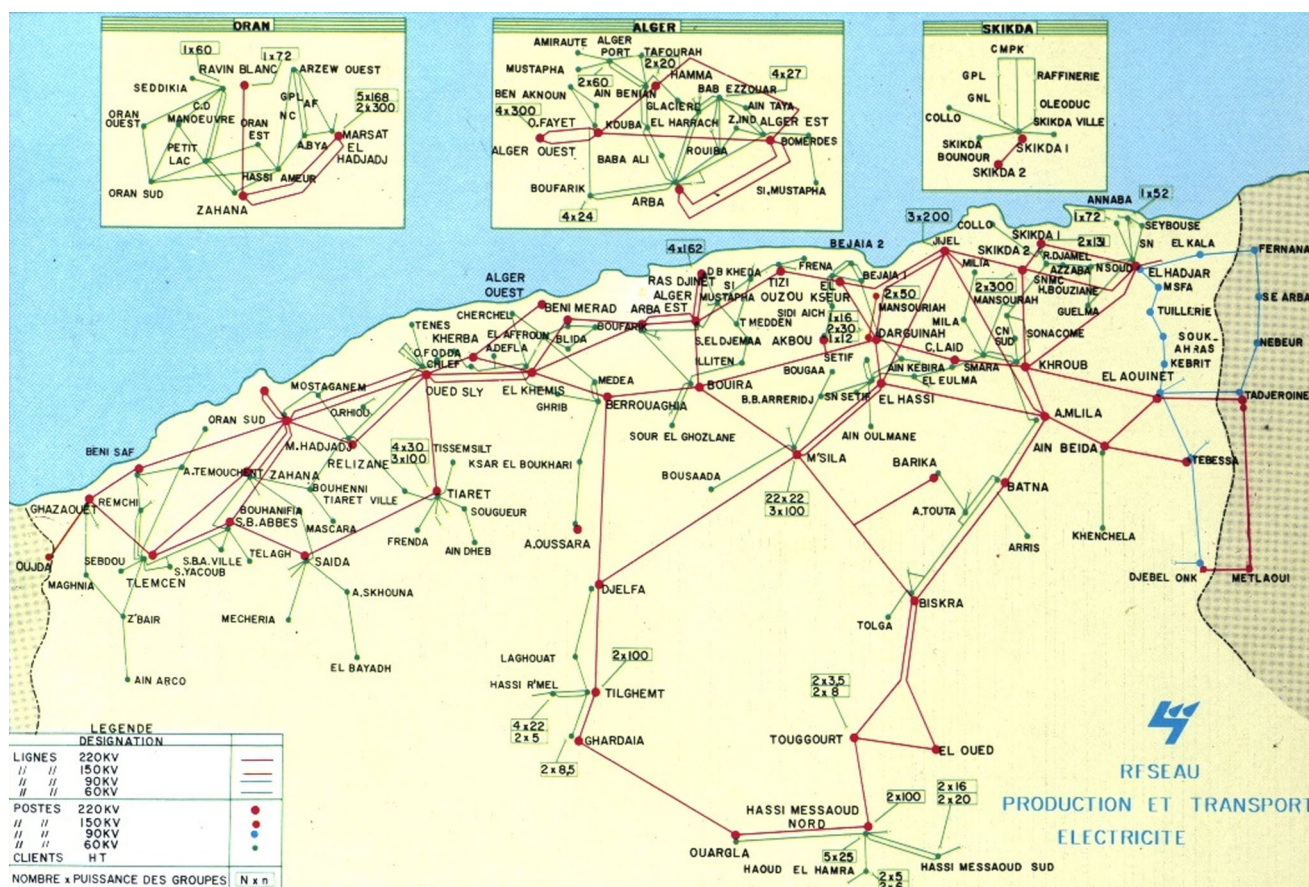 ORAN
1x60
1x72
RAVIN BLANC
ARZEW OUEST
SEDDIKIA
5x168
2x300
GPL
AF
C.D
MANOEUVRE
NC
ORAN
OUEST
ORAN
EST
MARSAT
EL
HADJADJ
PETIT
LAC
A.BYA
HASSI AMEUR
ORAN SUD
ZAHANA
ALGER
AMIRAUTE
ALGER
PORT
TAFOURAH
2x20
MUSTAPHA
HAMMA
4x27
2x60
BAB EZZOUAR
BEN AKNOUN
AIN BENIAN
GLACIERE
AIN TAYA
4x300
O.FAYET
KOUBA
EL HARRACH
Z.IND
ALGER EST
BOMERDES
ALGER OUEST
BABA ALI
ROUIBA
BOUFARIK
ARBA
SI,MUSTAPHA
4x24
SKIKDA
CMPK
GPL
RAFFINERIE
GNL
OLEODUC
COLLO
SKIKDA VILLE
SKIKDA
BOUNOUR
SKIKDA 1
SKIKDA 2
1x52
ANNABA
1x72
SEYBOUSE
3x200
COLLO
SKIKDA 1
SN
EL KALA
BEJAIA 2
JIJEL
SKIKDA 2
2x131
FERNANA
4x162
R.DJAMEL
D B KHEDA
FRENA
MILIA
AZZABA
N SOUD
EL HADJAR
ALGER
OUEST
RAS DJINET
SI
TIZI
EL
BEJAIA 1
SNMC
MSFA
2x300
2x50
H.BOUZIANE
CHERCHEL
BENI MERAD
ARBA
ALGER
EST
MUSTAPHA
OUZOU
KSEUR
MANSOURIAH
MANSOURAH
GUELMA
SE ARBA
TUILLERIE
TENES
SIDI AICH
1x16
2x30
1x12
MILA
SONACOME
KHERBA
EL AFFROUN
BOUFARIK
T MEDDEN
DARGUINAH
CN
SUD
SOUK-
AHRAS
NEBEUR
O.FODDA
A.DEFLA
BLIDA
S.ELDJEMAA
AKBOU
SETIF
C.LAID
CHLEF
ILLITEN
BOUGAA
AIN KEBIRA
SMARA
KHROUB
KEBRIT
OUED SLY
EL KHEMIS
MEDEA
BOUIRA
EL EULMA
EL AOUINET
MOSTAGANEM
GHRIB
BERROUAGHIA
B.B.ARRERIDJ
SN SETIF
EL HASSI
TADJEROINE
ORAN SUD
O.RHIOU
SOUR EL GHOZLANE
AIN OULMANE
A.MLILA
M.HADJADJ
4x30
3x100
TISSEMSILT
AIN BEIDA
BENI SAF
RELIZANE
KSAR EL BOUKHARI
M'SILA
BARIKA
TEBESSA
A.TEMOUCHENT
ZAHANA
BOUHENNI
TIARET VILLE
TIARET
BOUSAADA
BATNA
REMCHI
22x22
3x100
GHAZAOUET
BOUHANIFIA
SOUGUEUR
A.TOUTA
S.B.ABBES
MASCARA
A.OUSSARA
ARRIS
KHENCHELA
FRENDA
AIN DHEB
OUJDA
SEBDOU
S.B.A.VILLE
TELAGH
SAIDA
S.YACOUB
DJEBEL ONK
METLAOUI
MAGHNIA
TLEMCEN
DJELFA
A.SKHOUNA
BISKRA
Z'BAIR
MECHERIA
TOLGA
EL BAYADH
LAGHOUAT
2x100
AIN ARCO
HASSI R'MEL
TILGHEMT
2x3,5
2x8
4x22
2x5
GHARDAIA
TOUGGOURT
EL OUED
2x8,5
LEGENDE
DESIGNATION
LIGNES 220KV
// // 150KV
// // 90KV
// // 60KV
POSTES 220KV
// // 150KV
// // 90KV
// // 60KV
CLIENTS HT
NOMBRE x PUISSANCE DES GROUPES N x n
RESEAU
PRODUCTION ET TRANSPORT
ELECTRICITE
2x16
2x20
2x100
HASSI MESSAOUD
NORD
OUARGLA
5x25
HAOUD EL HAMRA
HASSI MESSAOUD SUD
2x5
2x6